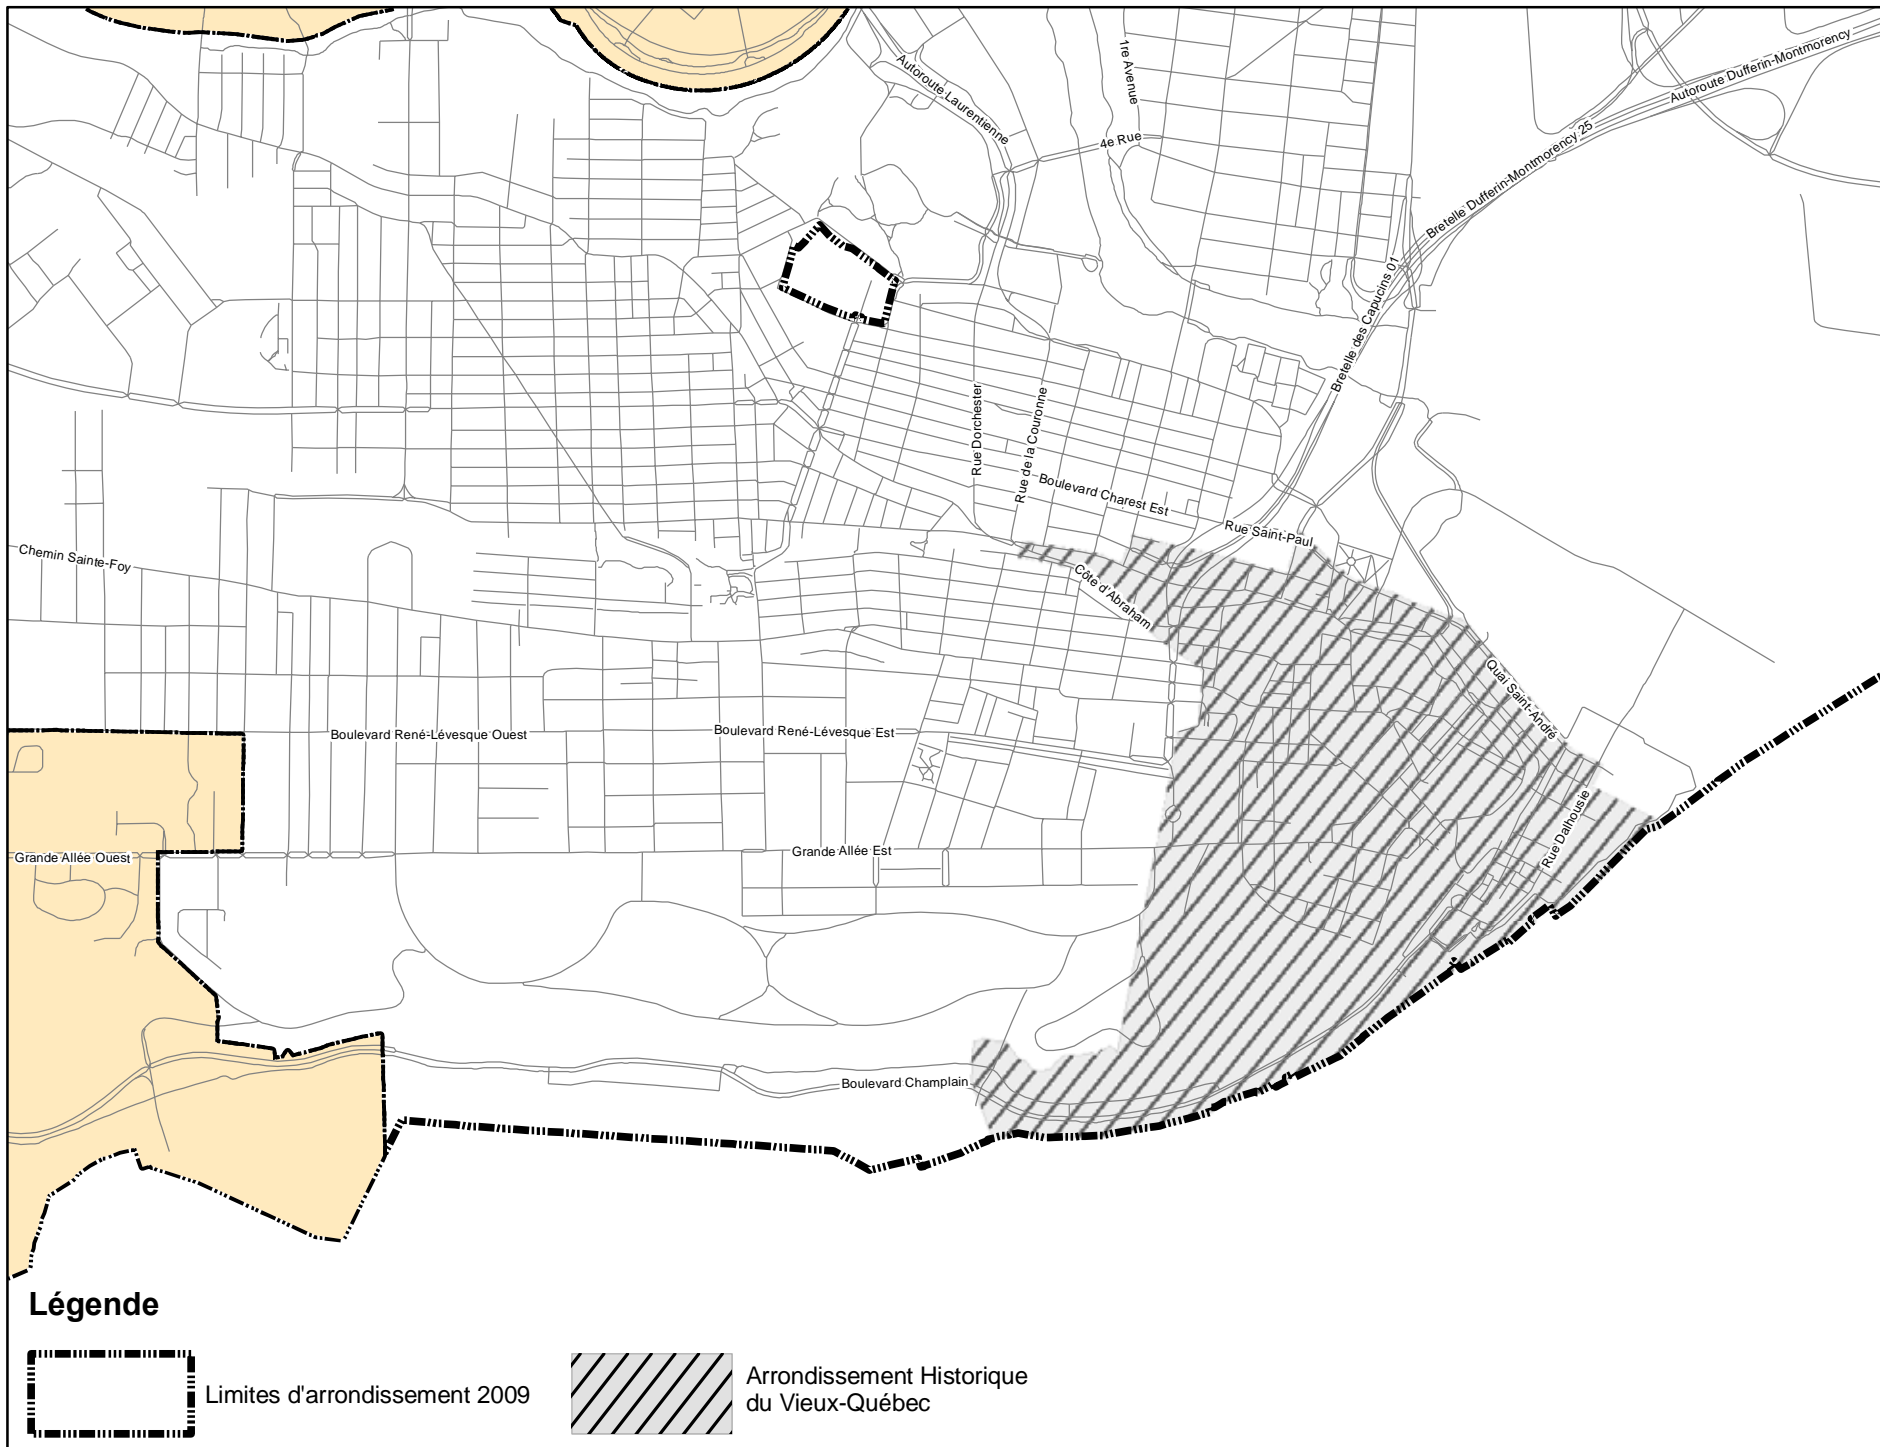 1re Avenue
Autoroute Laurentienne
Autoroute Dufferin-Montmorency
4e Rue
Bretelle Dufferin-Montmorency 25
Bretelle des Capucins 01
Rue Dorchester
Rue de la Couronne
Boulevard Charest Est
Rue Saint-Paul
Chemin Sainte-Foy
Côte d'Abraham
Quai Saint-André
Boulevard René-Lévesque Ouest
Boulevard René-Lévesque Est
Rue Dalhousie
Grande Allée Ouest
Grande Allée Est
Boulevard Champlain
Légende
Limites d'arrondissement 2009
Arrondissement Historique
du Vieux-Québec